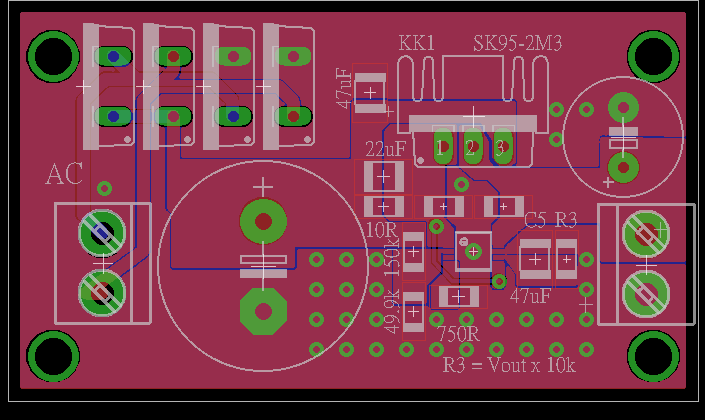 KK1 SK95-2M3
47uF
1 2 3
22uF
AC
C5 R3
10R
150k
49.9k
47uF
750R
R3 = Vout x 10k